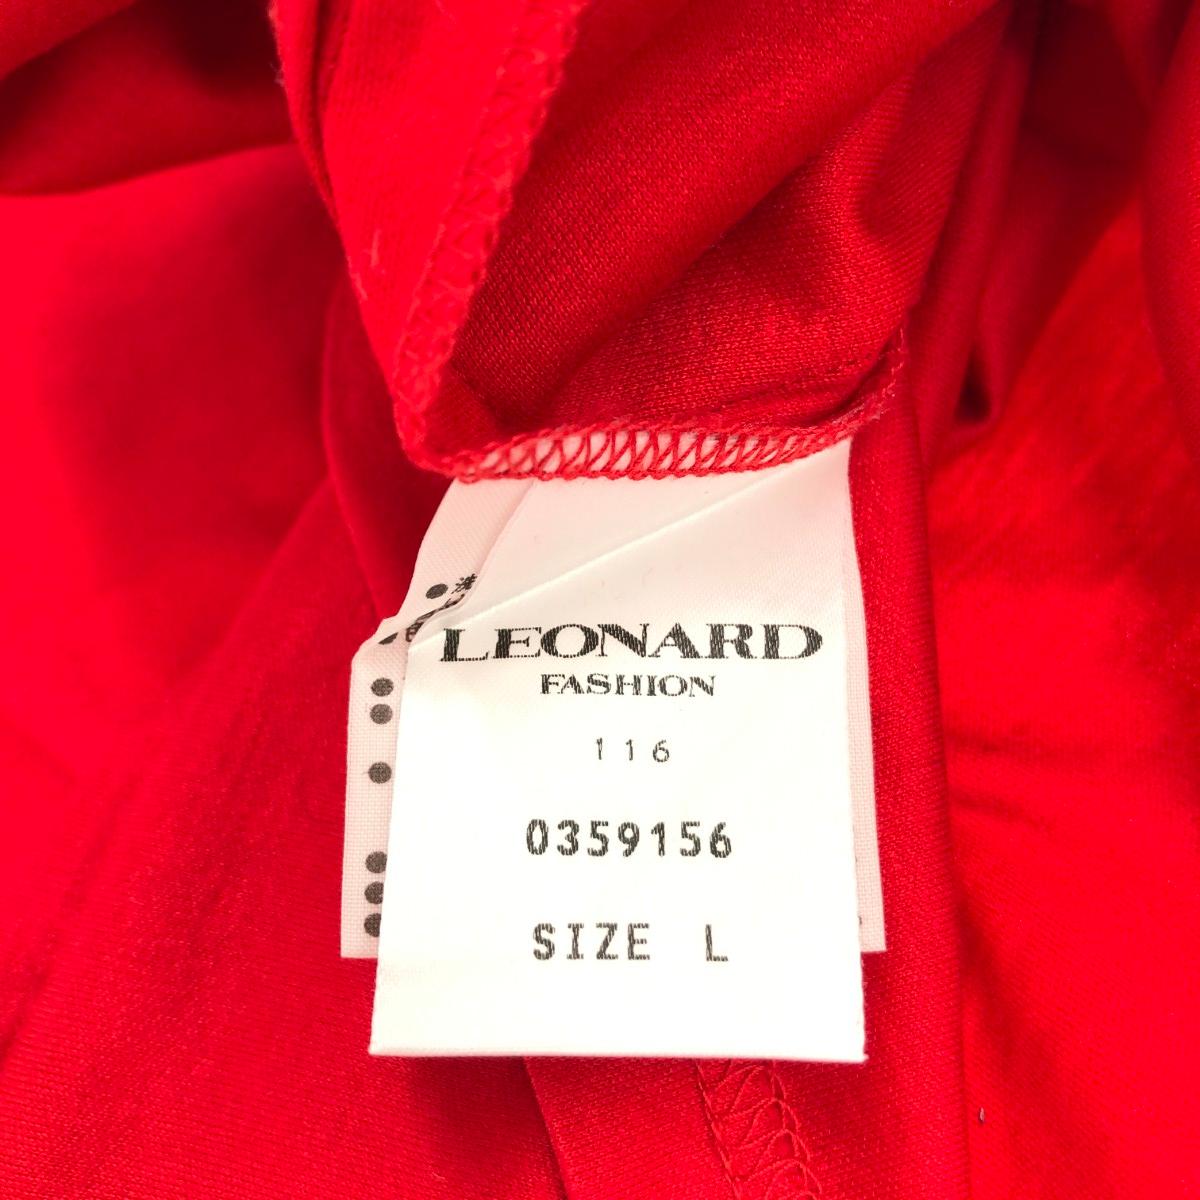 LEONARD
FASHION
116
0359156
SIZE L